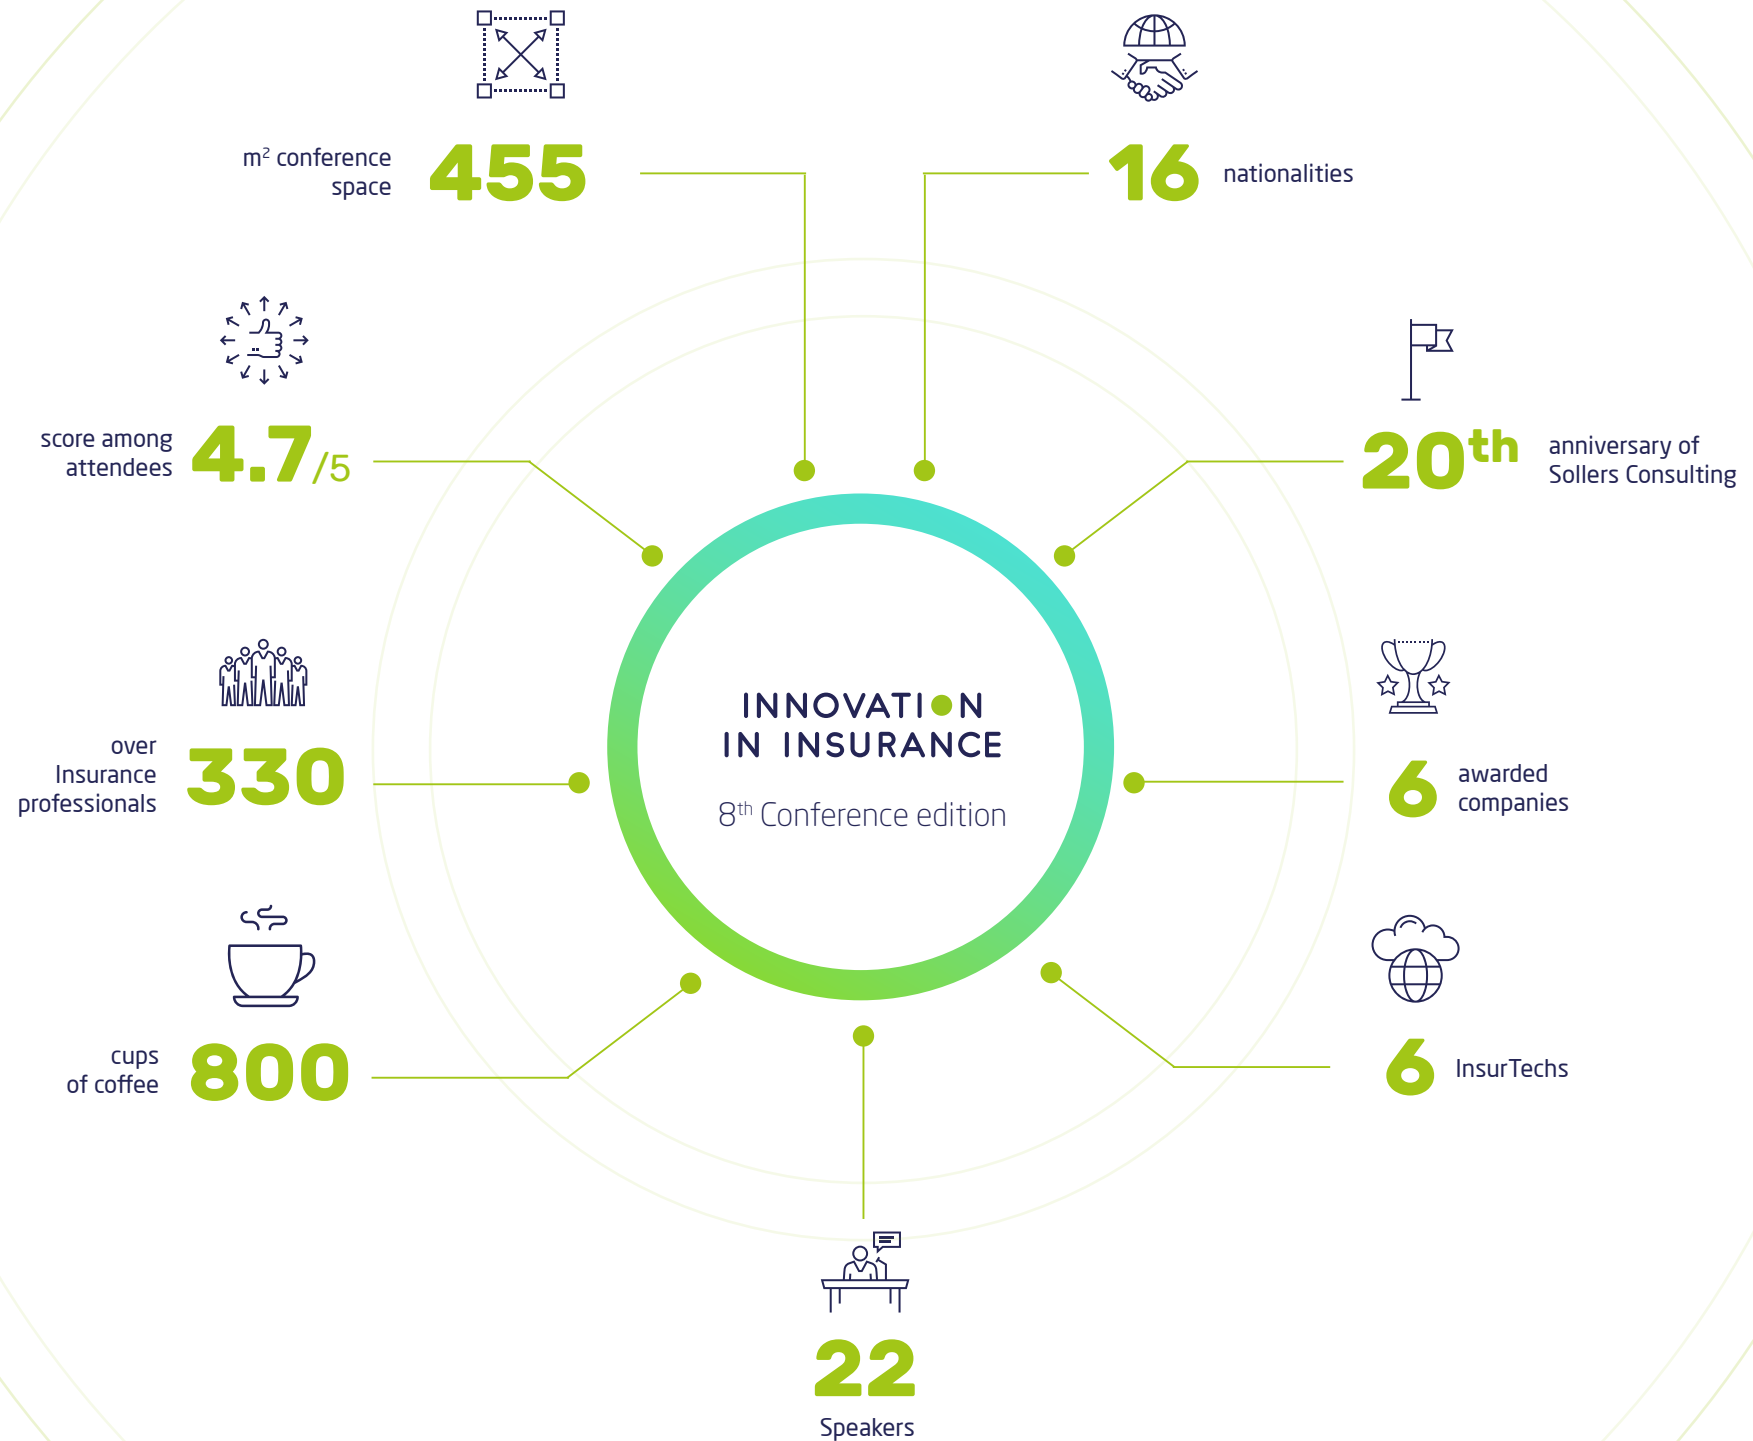 m² conference
space
455
16
nationalities
score among
attendees
4.7/5
20th
anniversary of
Sollers Consulting
INNOVATION
IN INSURANCE
8th Conference edition
over
Insurance
professionals
330
6
awarded
companies
cups
of coffee
800
6
InsurTechs
22
Speakers